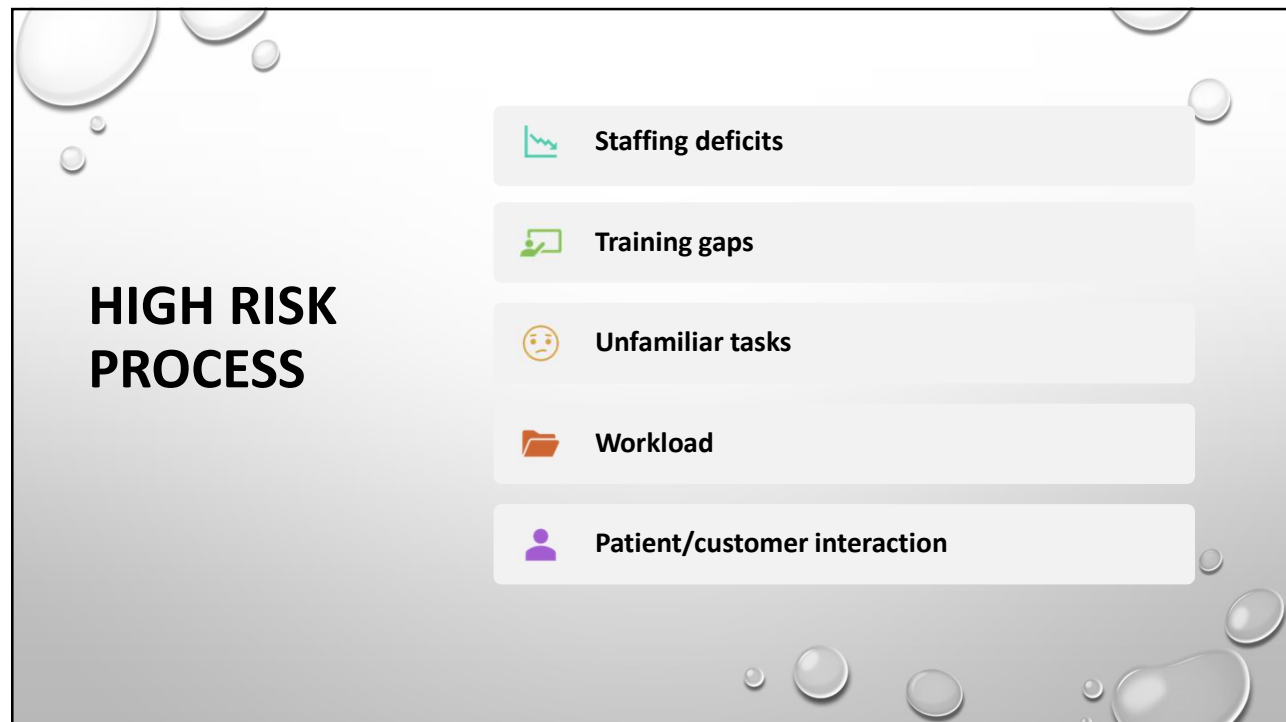 HIGH RISK
PROCESS
Staffing deficits
Training gaps
Unfamiliar tasks
Workload
Patient/customer interaction